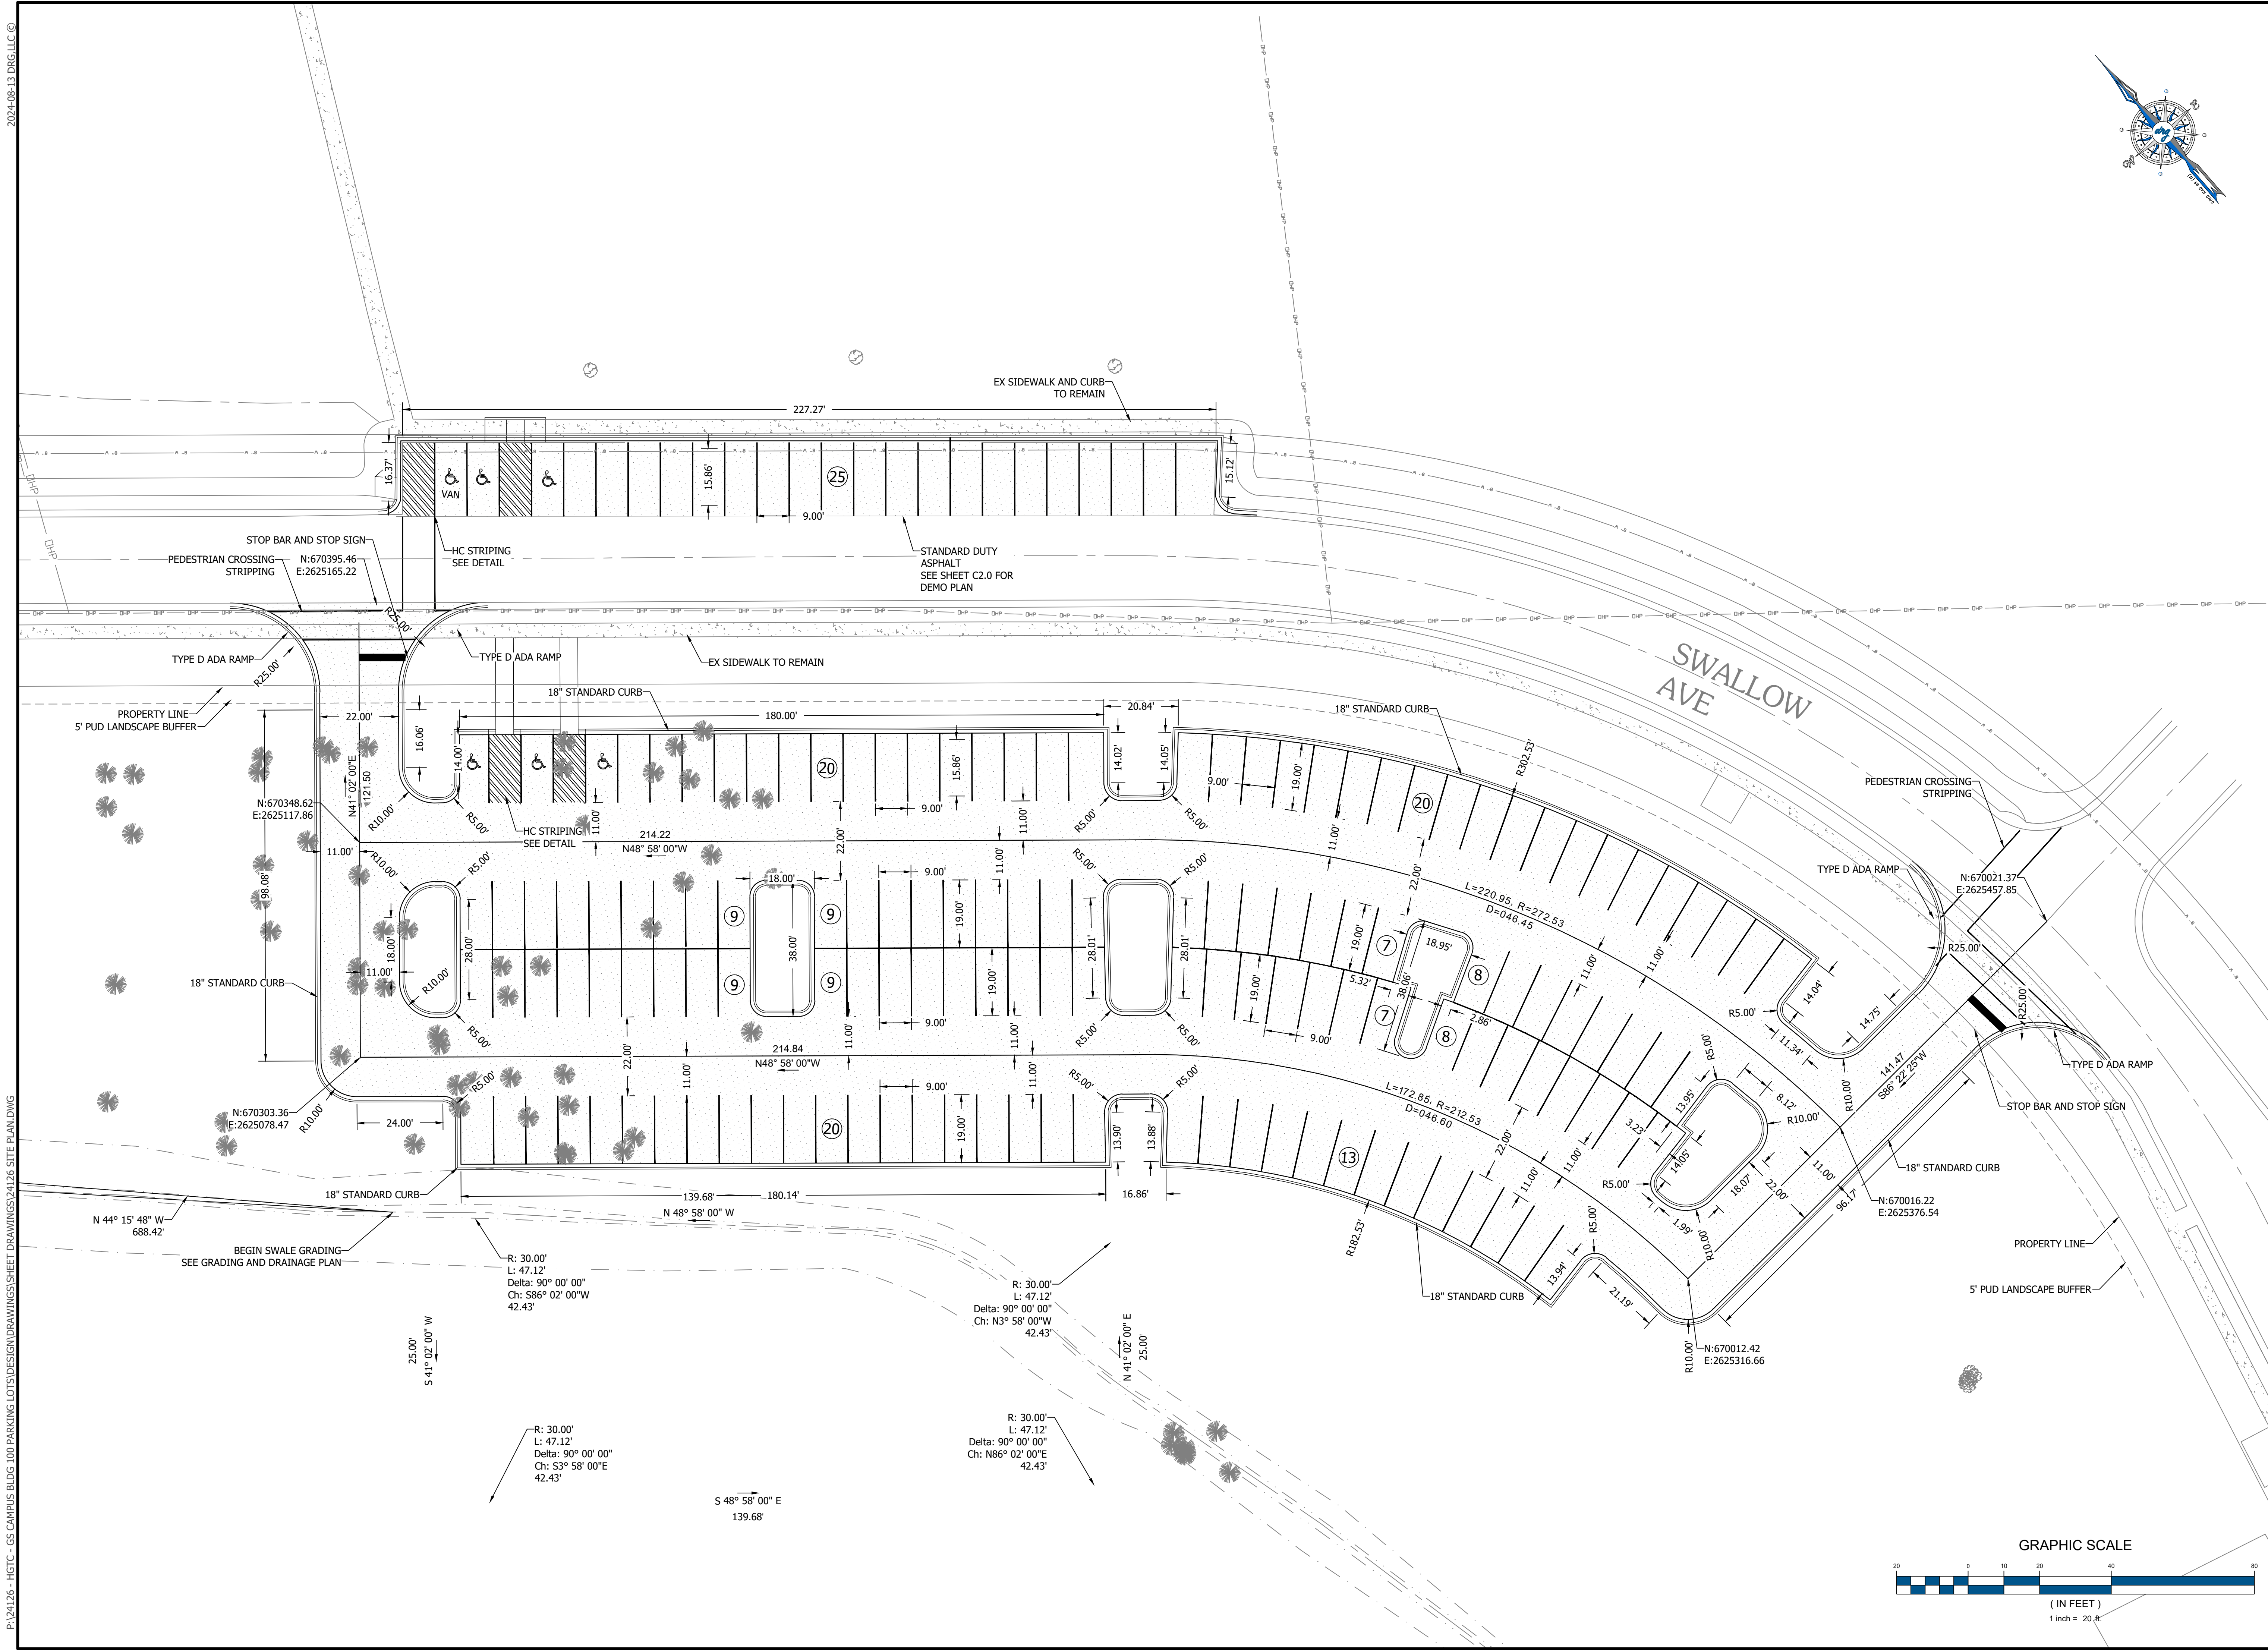 2024-08-13 DRG,LLC ©
P:\24126 - HGTC - GS CAMPUS BLDG 100 PARKING LOTS\DESIGN\DRAWINGS\SHEET DRAWINGS\24126 SITE PLAN.DWG
drg
EX SIDEWALK AND CURB
TO REMAIN
227.27'
16.37'
VAN
15.86'
25
15.12'
9.00'
STOP BAR AND STOP SIGN
HC STRIPING
SEE DETAIL
STANDARD DUTY
ASPHALT
SEE SHEET C2.0 FOR
DEMO PLAN
PEDESTRIAN CROSSING
STRIPPING
N:670395.46
E:2625165.22
OHP
R25.00'
TYPE D ADA RAMP
R25.00'
TYPE D ADA RAMP
EX SIDEWALK TO REMAIN
SWALLOW
AVE
PROPERTY LINE
5' PUD LANDSCAPE BUFFER
22.00'
18" STANDARD CURB
180.00'
20.84'
18" STANDARD CURB
16.06'
14.00'
20
15.86'
14.02'
14.05'
9.00'
19.00'
R302.53'
20
PEDESTRIAN CROSSING
STRIPPING
N41° 02' 00"E
121.50
N:670348.62
E:2625117.86
R10.00'
R5.00'
HC STRIPING
SEE DETAIL
11.00'
9.00'
22.00'
11.00'
R5.00'
R5.00'
11.00'
214.22
N48° 58' 00"W
11.00'
98.08'
R10.00'
R5.00'
18.00'
9.00'
11.00'
R5.00'
R5.00'
22.00'
L=220.95, R=272.53
D=046.45
TYPE D ADA RAMP
N:670021.37
E:2625457.85
18.00'
28.00'
9
9
38.00'
19.00'
28.01'
28.01'
19.00'
7
18.95'
8
11.00'
11.00'
R25.00'
11.00'
R10.00'
9
9
19.00'
19.00'
5.32'
38.06'
7
8
2.86'
18" STANDARD CURB
R5.00'
9.00'
11.00'
11.00'
R5.00'
R5.00'
9.00'
R5.00'
14.04'
14.75'
11.34'
R25.00'
TYPE D ADA RAMP
22.00'
11.00'
214.84
N48° 58' 00"W
11.00'
R5.00'
9.00'
R5.00'
R5.00'
L=172.85, R=212.53
D=046.60
R5.00'
13.95'
8.12'
R10.00'
R10.00'
141.47
S86° 22' 25"W
STOP BAR AND STOP SIGN
N:670303.36
E:2625078.47
R10.00'
24.00'
20
19.00'
13.90'
13.88'
13
22.00'
11.00'
11.00'
3.23'
14.05'
R5.00'
18.07'
22.00'
11.00'
18" STANDARD CURB
96.17'
1.99'
R10.00'
N:670016.22
E:2625376.54
18" STANDARD CURB
139.68'
180.14'
16.86'
N 48° 58' 00" W
R182.53'
R5.00'
13.94'
21.19'
PROPERTY LINE
N 44° 15' 48" W
688.42'
BEGIN SWALE GRADING
SEE GRADING AND DRAINAGE PLAN
R: 30.00'
L: 47.12'
Delta: 90° 00' 00"
Ch: S86° 02' 00"W
42.43'
R: 30.00'
L: 47.12'
Delta: 90° 00' 00"
Ch: N3° 58' 00"W
42.43'
18" STANDARD CURB
5' PUD LANDSCAPE BUFFER
25.00'
S 41° 02' 00" W
N 41° 02' 00" E
25.00'
R10.00'
N:670012.42
E:2625316.66
R: 30.00'
L: 47.12'
Delta: 90° 00' 00"
Ch: S3° 58' 00"E
42.43'
R: 30.00'
L: 47.12'
Delta: 90° 00' 00"
Ch: N86° 02' 00"E
42.43'
S 48° 58' 00" E
139.68'
GRAPHIC SCALE
20 0 10 20 40 80
( IN FEET )
1 inch = 20 ft.